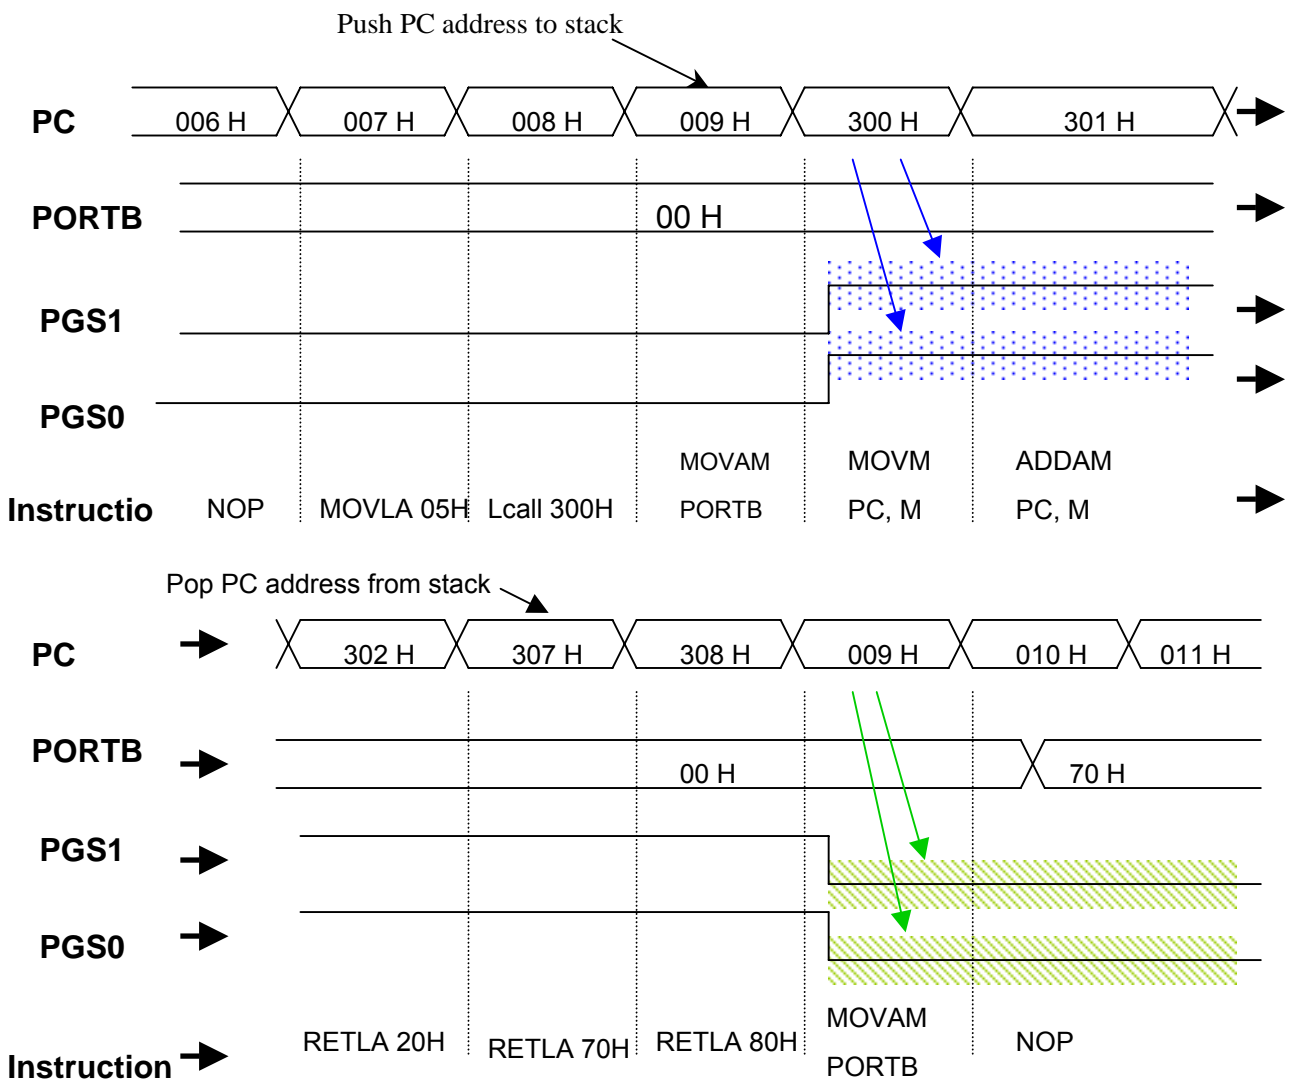 Push PC address to stack
PC 006 H 007 H 008 H 009 H 300 H 301 H
PORTB 00 H
PGS1
PGS0
MOVAM MOVM ADDAM
Instructio NOP MOVLA 05H Lcall 300H PORTB PC, M PC, M
Pop PC address from stack
PC 302 H 307 H 308 H 009 H 010 H 011 H
PORTB 00 H 70 H
PGS1
PGS0
MOVAM
RETLA 20H RETLA 70H RETLA 80H NOP
Instruction PORTB